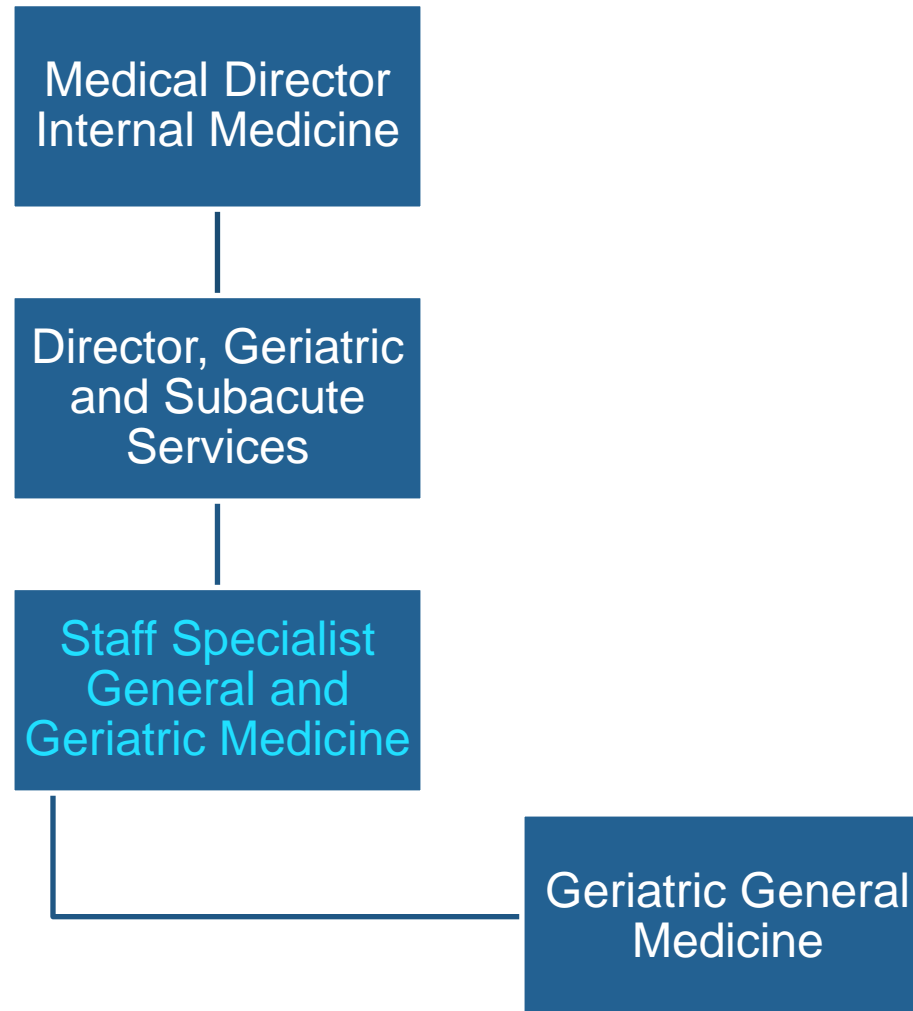 Medical Director
Internal Medicine
Director, Geriatric
and Subacute
Services
Staff Specialist
General and
Geriatric Medicine
Geriatric General
Medicine